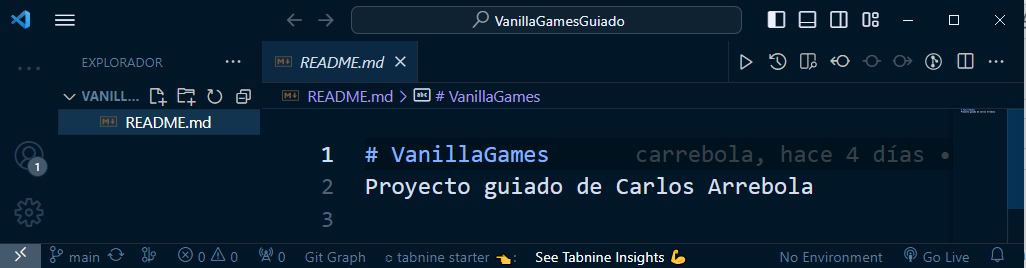 VanillaGamesGuiado
EXPLORADOR
README.md
VANILL...
README.md > # VanillaGames
README.md
1 # VanillaGames carrebola, hace 4 días •
2 Proyecto guiado de Carlos Arrebola
3
1
main 0 0 0 Git Graph tabnine starter : See Tabnine Insights No Environment Go Live